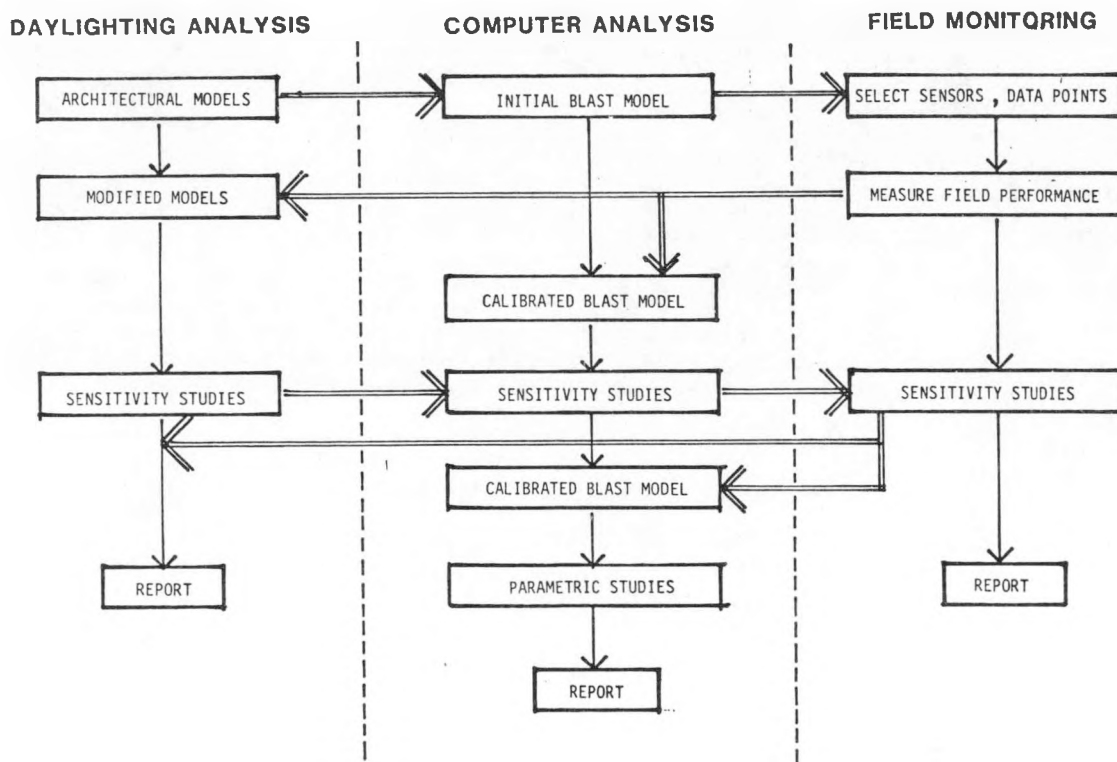 DAYLIGHTING ANALYSIS
COMPUTER ANALYSIS
FIELD MONITORING
ARCHITECTURAL MODELS
INITIAL BLAST MODEL
SELECT SENSORS , DATA POINTS
MODIFIED MODELS
MEASURE FIELD PERFORMANCE
CALIBRATED BLAST MODEL
SENSITIVITY STUDIES
SENSITIVITY STUDIES
SENSITIVITY STUDIES
CALIBRATED BLAST MODEL
REPORT
PARAMETRIC STUDIES
REPORT
REPORT